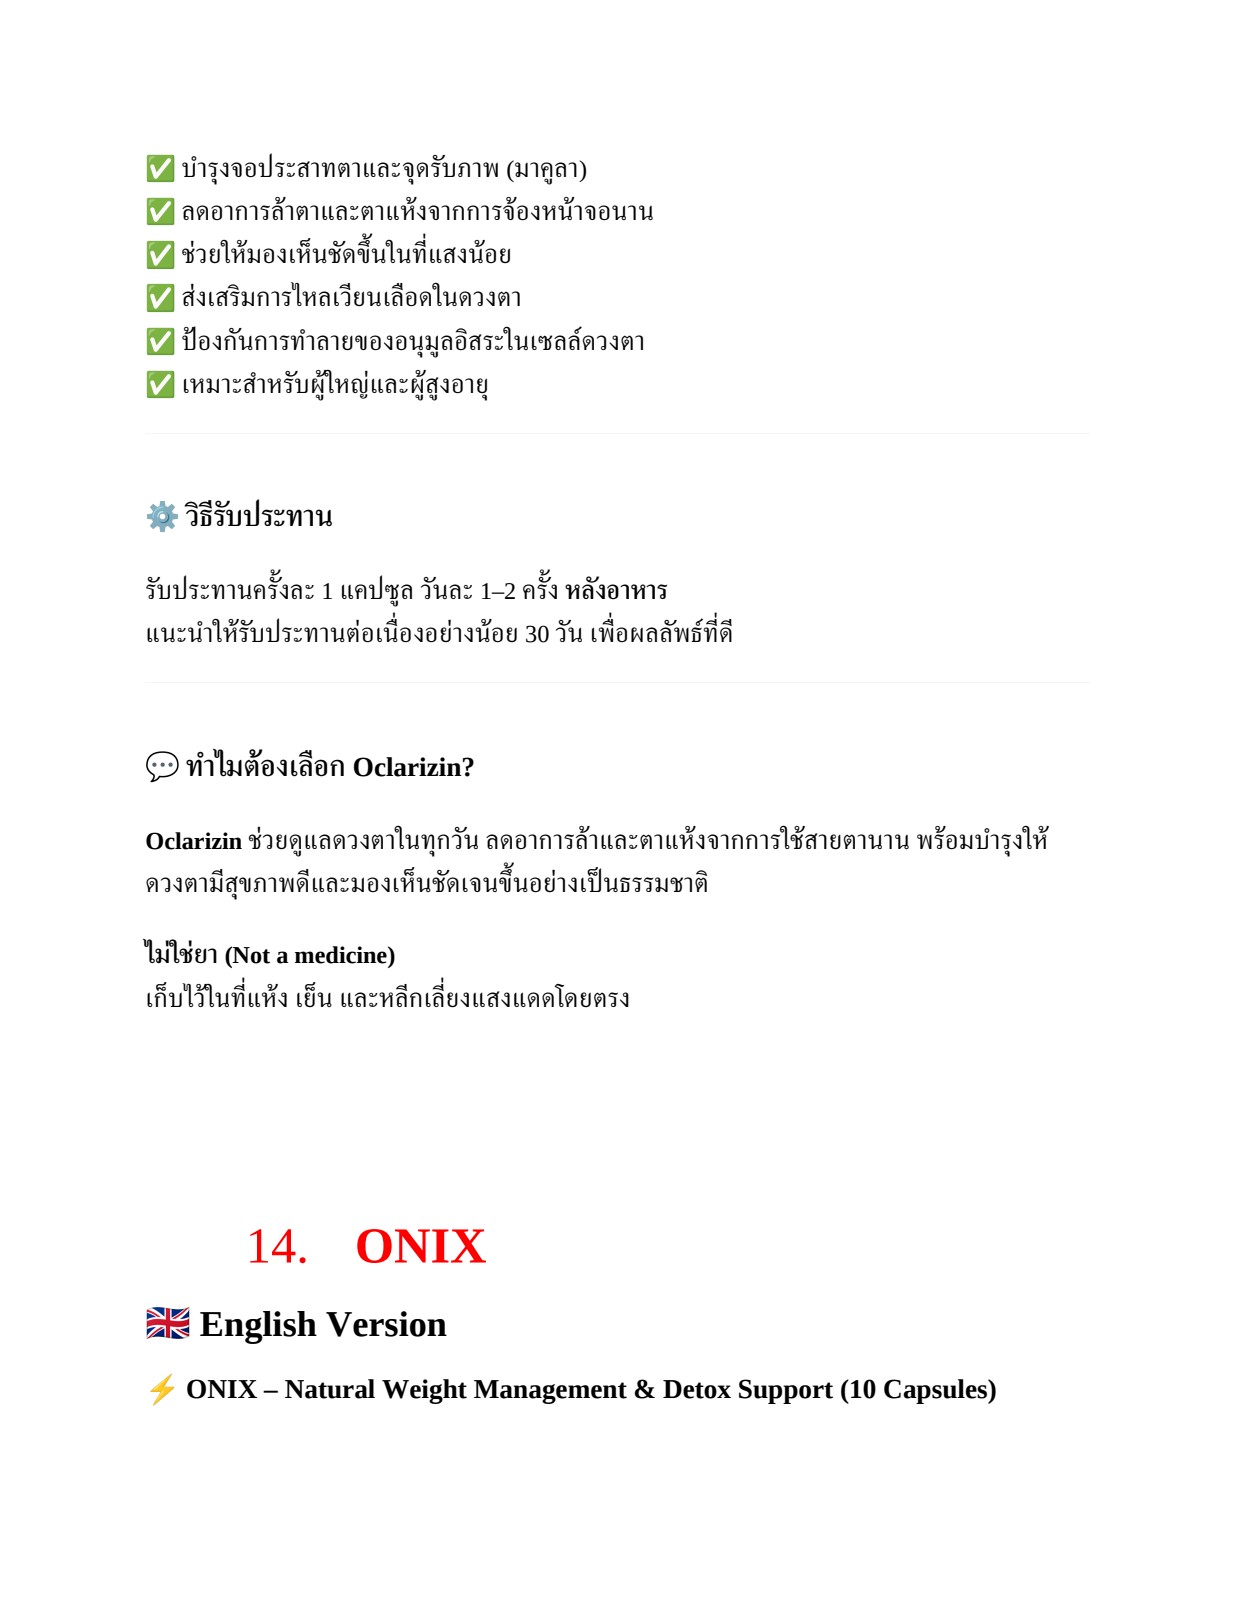 ✅ บำรุงจอประสาทตาและจุดรับภาพ (มาคูลา)
✅ ลดอาการล้าตาและตาแห้งจากการจ้องหน้าจอนาน
✅ ช่วยให้มองเห็นชัดขึ้นในที่แสงน้อย
✅ ส่งเสริมการไหลเวียนเลือดในดวงตา
✅ ป้องกันการทำลายของอนุมูลอิสระในเซลล์ดวงตา
✅ เหมาะสำหรับผู้ใหญ่และผู้สูงอายุ
⚙️ วิธีรับประทาน
รับประทานครั้งละ 1 แคปซูล วันละ 1–2 ครั้ง หลังอาหาร
แนะนำให้รับประทานต่อเนื่องอย่างน้อย 30 วัน เพื่อผลลัพธ์ที่ดี
💬 ทำไมต้องเลือก Oclarizin?
Oclarizin ช่วยดูแลดวงตาในทุกวัน ลดอาการล้าและตาแห้งจากการใช้สายตานาน พร้อมบำรุงให้
ดวงตามีสุขภาพดีและมองเห็นชัดเจนขึ้นอย่างเป็นธรรมชาติ
ไม่ใช่ยา (Not a medicine)
เก็บไว้ในที่แห้ง เย็น และหลีกเลี่ยงแสงแดดโดยตรง
14. ONIX
🇬🇧 English Version
⚡ ONIX – Natural Weight Management & Detox Support (10 Capsules)